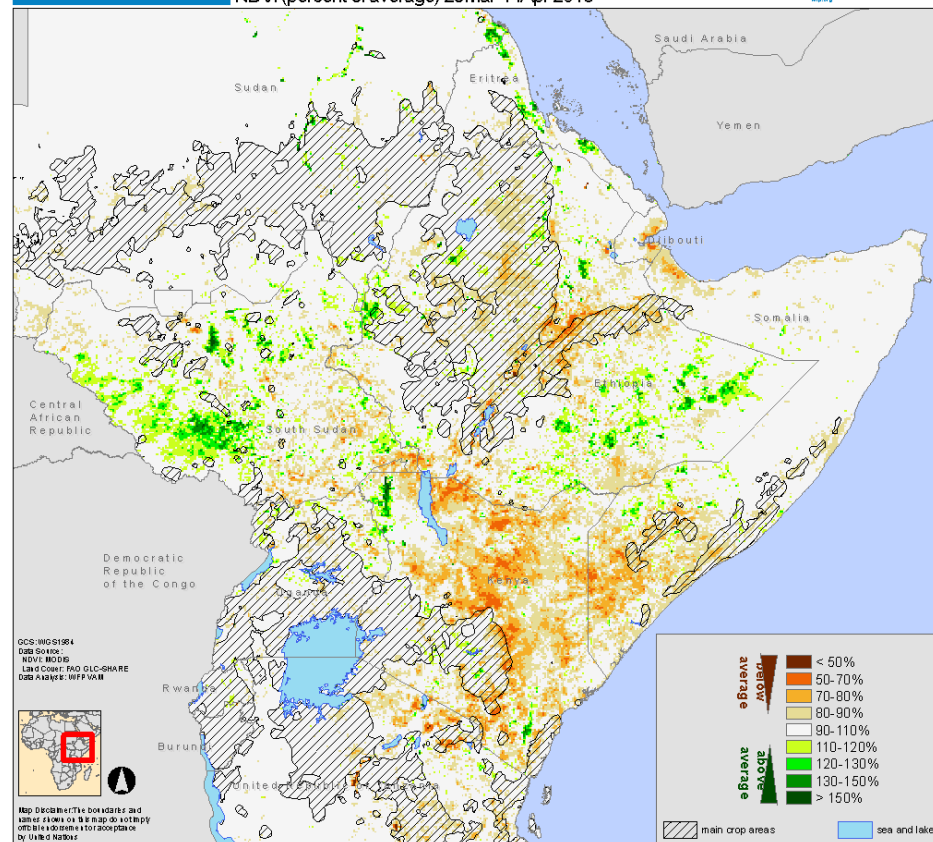 Saudi Arabia
Sudan
Eritrea
Yemen
Djibouti
Somalia
Ethiopia
Central
African
Republic
South Sudan
Democratic
Republic
of the Congo
Kenya
Uganda
GCS: WGS1984
Data Source:
NDVI: MODIS
Land Cover: FAO GLC-SHARE
Data Analysis: WFP VAM
Rwanda
Burundi
United Republic of Tanzania
Map Disclaimer: The boundaries and
names shown on this map do not imply
official endorsement or acceptance
by United Nations
below
average
< 50%
50-70%
70-80%
80-90%
90-110%
110-120%
120-130%
130-150%
> 150%
above
average
main crop areas
sea and lake